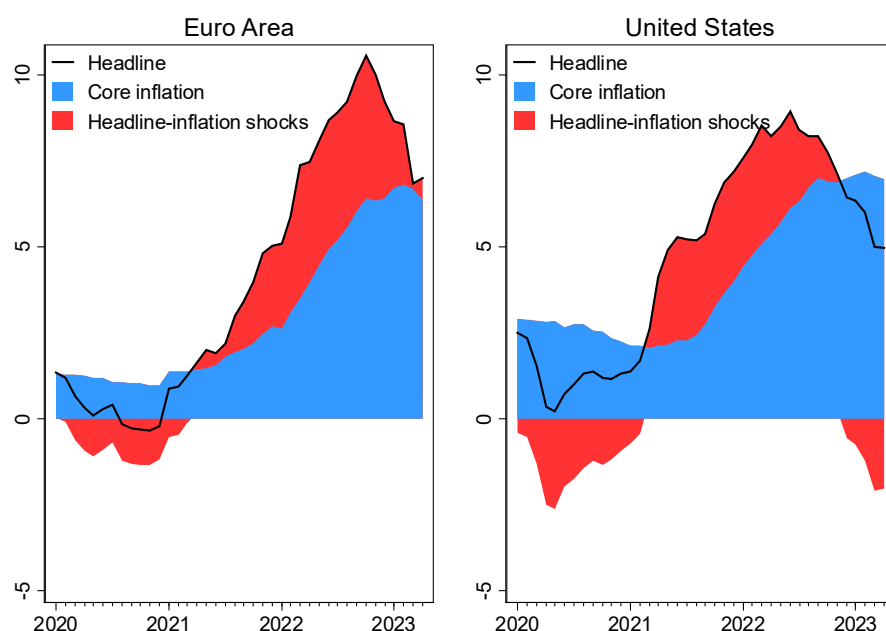 Euro Area
Headline
Core inflation
Headline-inflation shocks
10
5
0
-5
2020 2021 2022 2023
United States
Headline
Core inflation
Headline-inflation shocks
10
5
0
-5
2020 2021 2022 2023